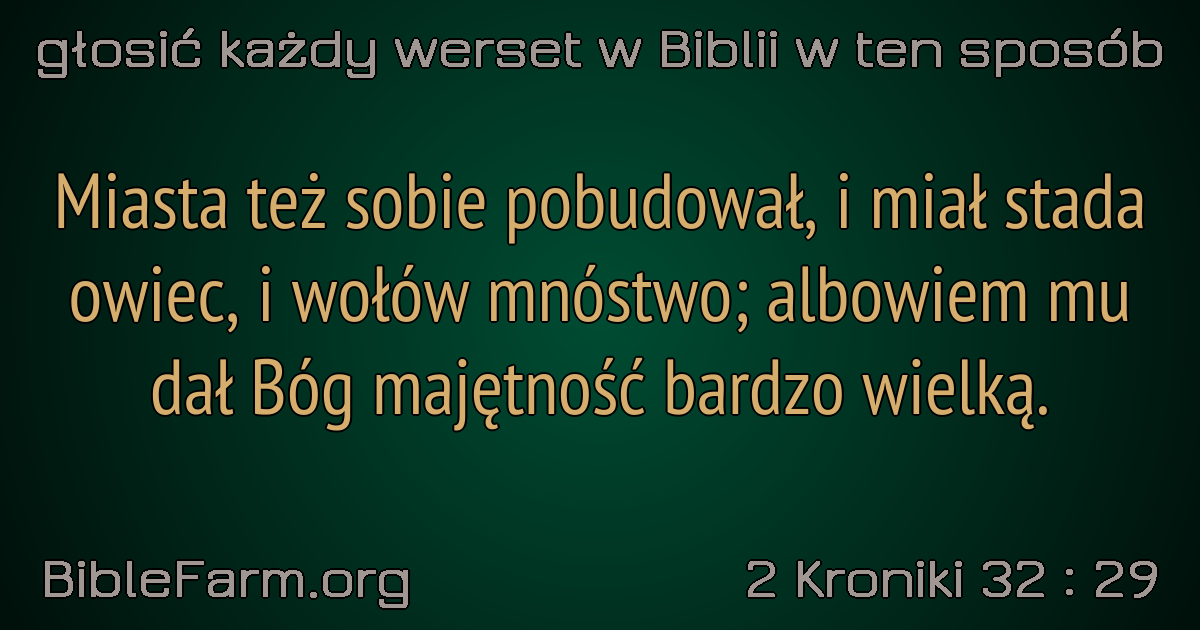 głosić każdy werset w Biblii w ten sposób
Miasta też sobie pobudował, i miał stada
owiec, i wołów mnóstwo; albowiem mu
dał Bóg majętność bardzo wielką.
BibleFarm.org
2 Kroniki 32 : 29